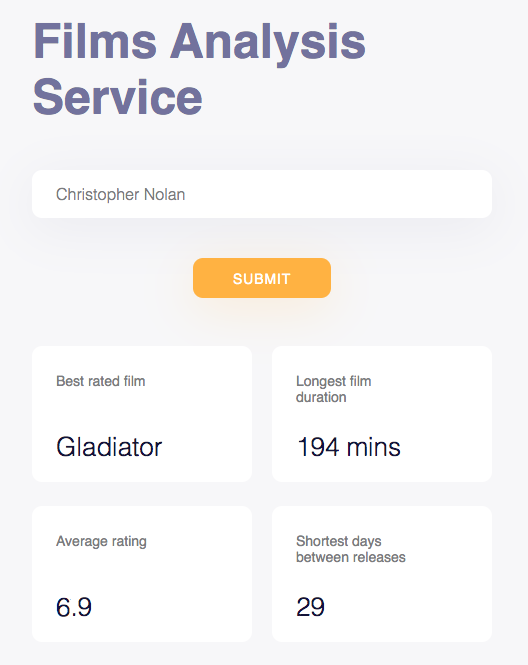 Films Analysis
Service
Christopher Nolan
SUBMIT
Best rated film
Gladiator
Longest film
duration
194 mins
Average rating
6.9
Shortest days
between releases
29